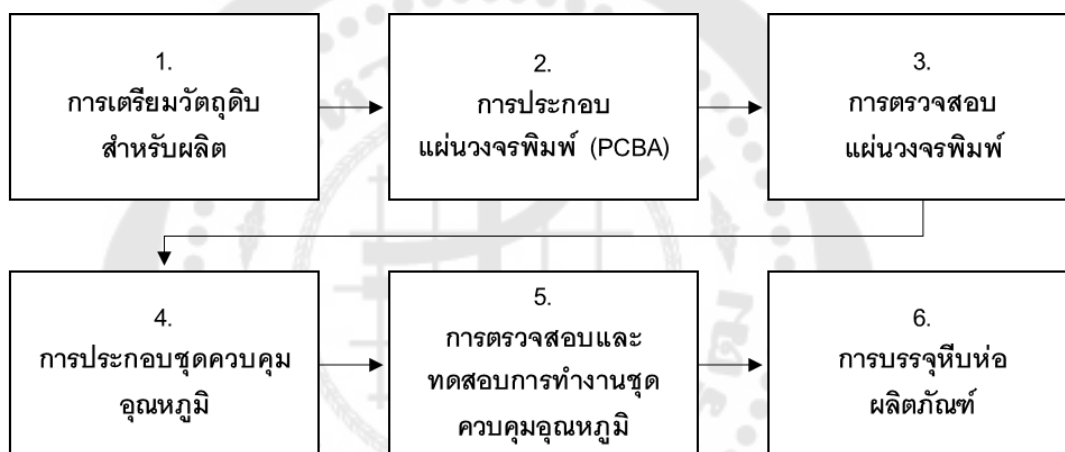 1.
การเตรียมวัตถุดิบ
สำหรับผลิต
2.
การประกอบ
แผ่นวงจรพิมพ์ (PCBA)
3.
การตรวจสอบ
แผ่นวงจรพิมพ์
4.
การประกอบชุดควบคุม
อุณหภูมิ
5.
การตรวจสอบและ
ทดสอบการทำงานชุด
ควบคุมอุณหภูมิ
6.
การบรรจุหีบห่อ
ผลิตภัณฑ์